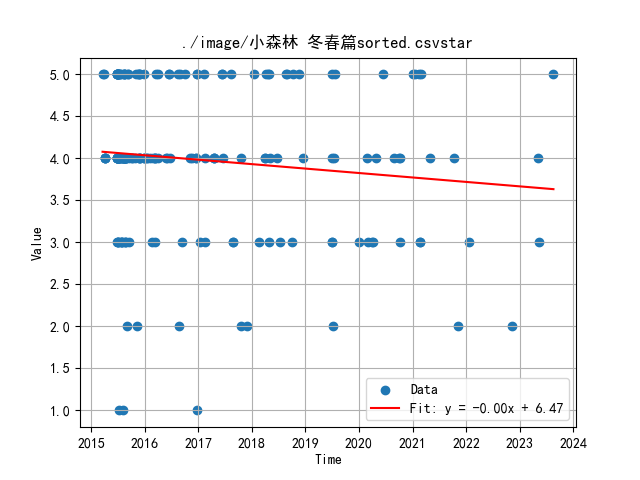 ./image/小森林 冬春篇sorted.csvstar
5.0
4.5
4.0
3.5
3.0
2.5
2.0
1.5
1.0
Value
Data
Fit: y = -0.00x + 6.47
2015 2016 2017 2018 2019 2020 2021 2022 2023 2024
Time